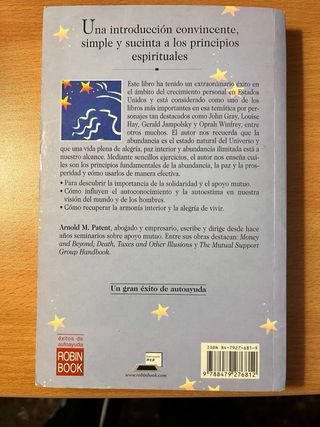 Una introducción convincente,
simple y sucinta a los principios
espirituales
Este libro ha tenido un extraordinario éxito en
el ámbito del crecimiento personal en Estados
Unidos y está considerado como uno de los
libros más importantes en esa temática por per-
sonajes tan destacados como John Gray, Louise
Hay, Gerald Jampolsky y Oprah Winfrey, entre
otros muchos. El autor nos recuerda que la
abundancia es el estado natural del Universo y
que una vida plena de alegría, paz interior y abundancia ilimitada está a
nuestro alcance. Mediante sencillos ejercicios, el autor nos enseña cuá-
les son los principios fundamentales de la abundancia, la paz y la pros-
peridad y cómo usarlos de manera efectiva.
• Para descubrir la importancia de la solidaridad y el apoyo mutuo.
• Cómo influyen el autoconocimiento y la autoestima en nuestra
visión del mundo y de los hombres.
• Cómo recuperar la armonía interior y la alegría de vivir.
Arnold M. Patent, abogado y empresario, escribe y dirige desde hace
años seminarios sobre apoyo mutuo. Entre sus obras destacan: Money
and Beyond; Death, Taxes and Other Illusions y The Mutual Support
Group Handbook.
Un gran éxito de autoayuda
ISBN 84-7927-681-9
éxitos de
autoayuda
ROBIN
BOOK
www.robinbook.com
9 788479 276812